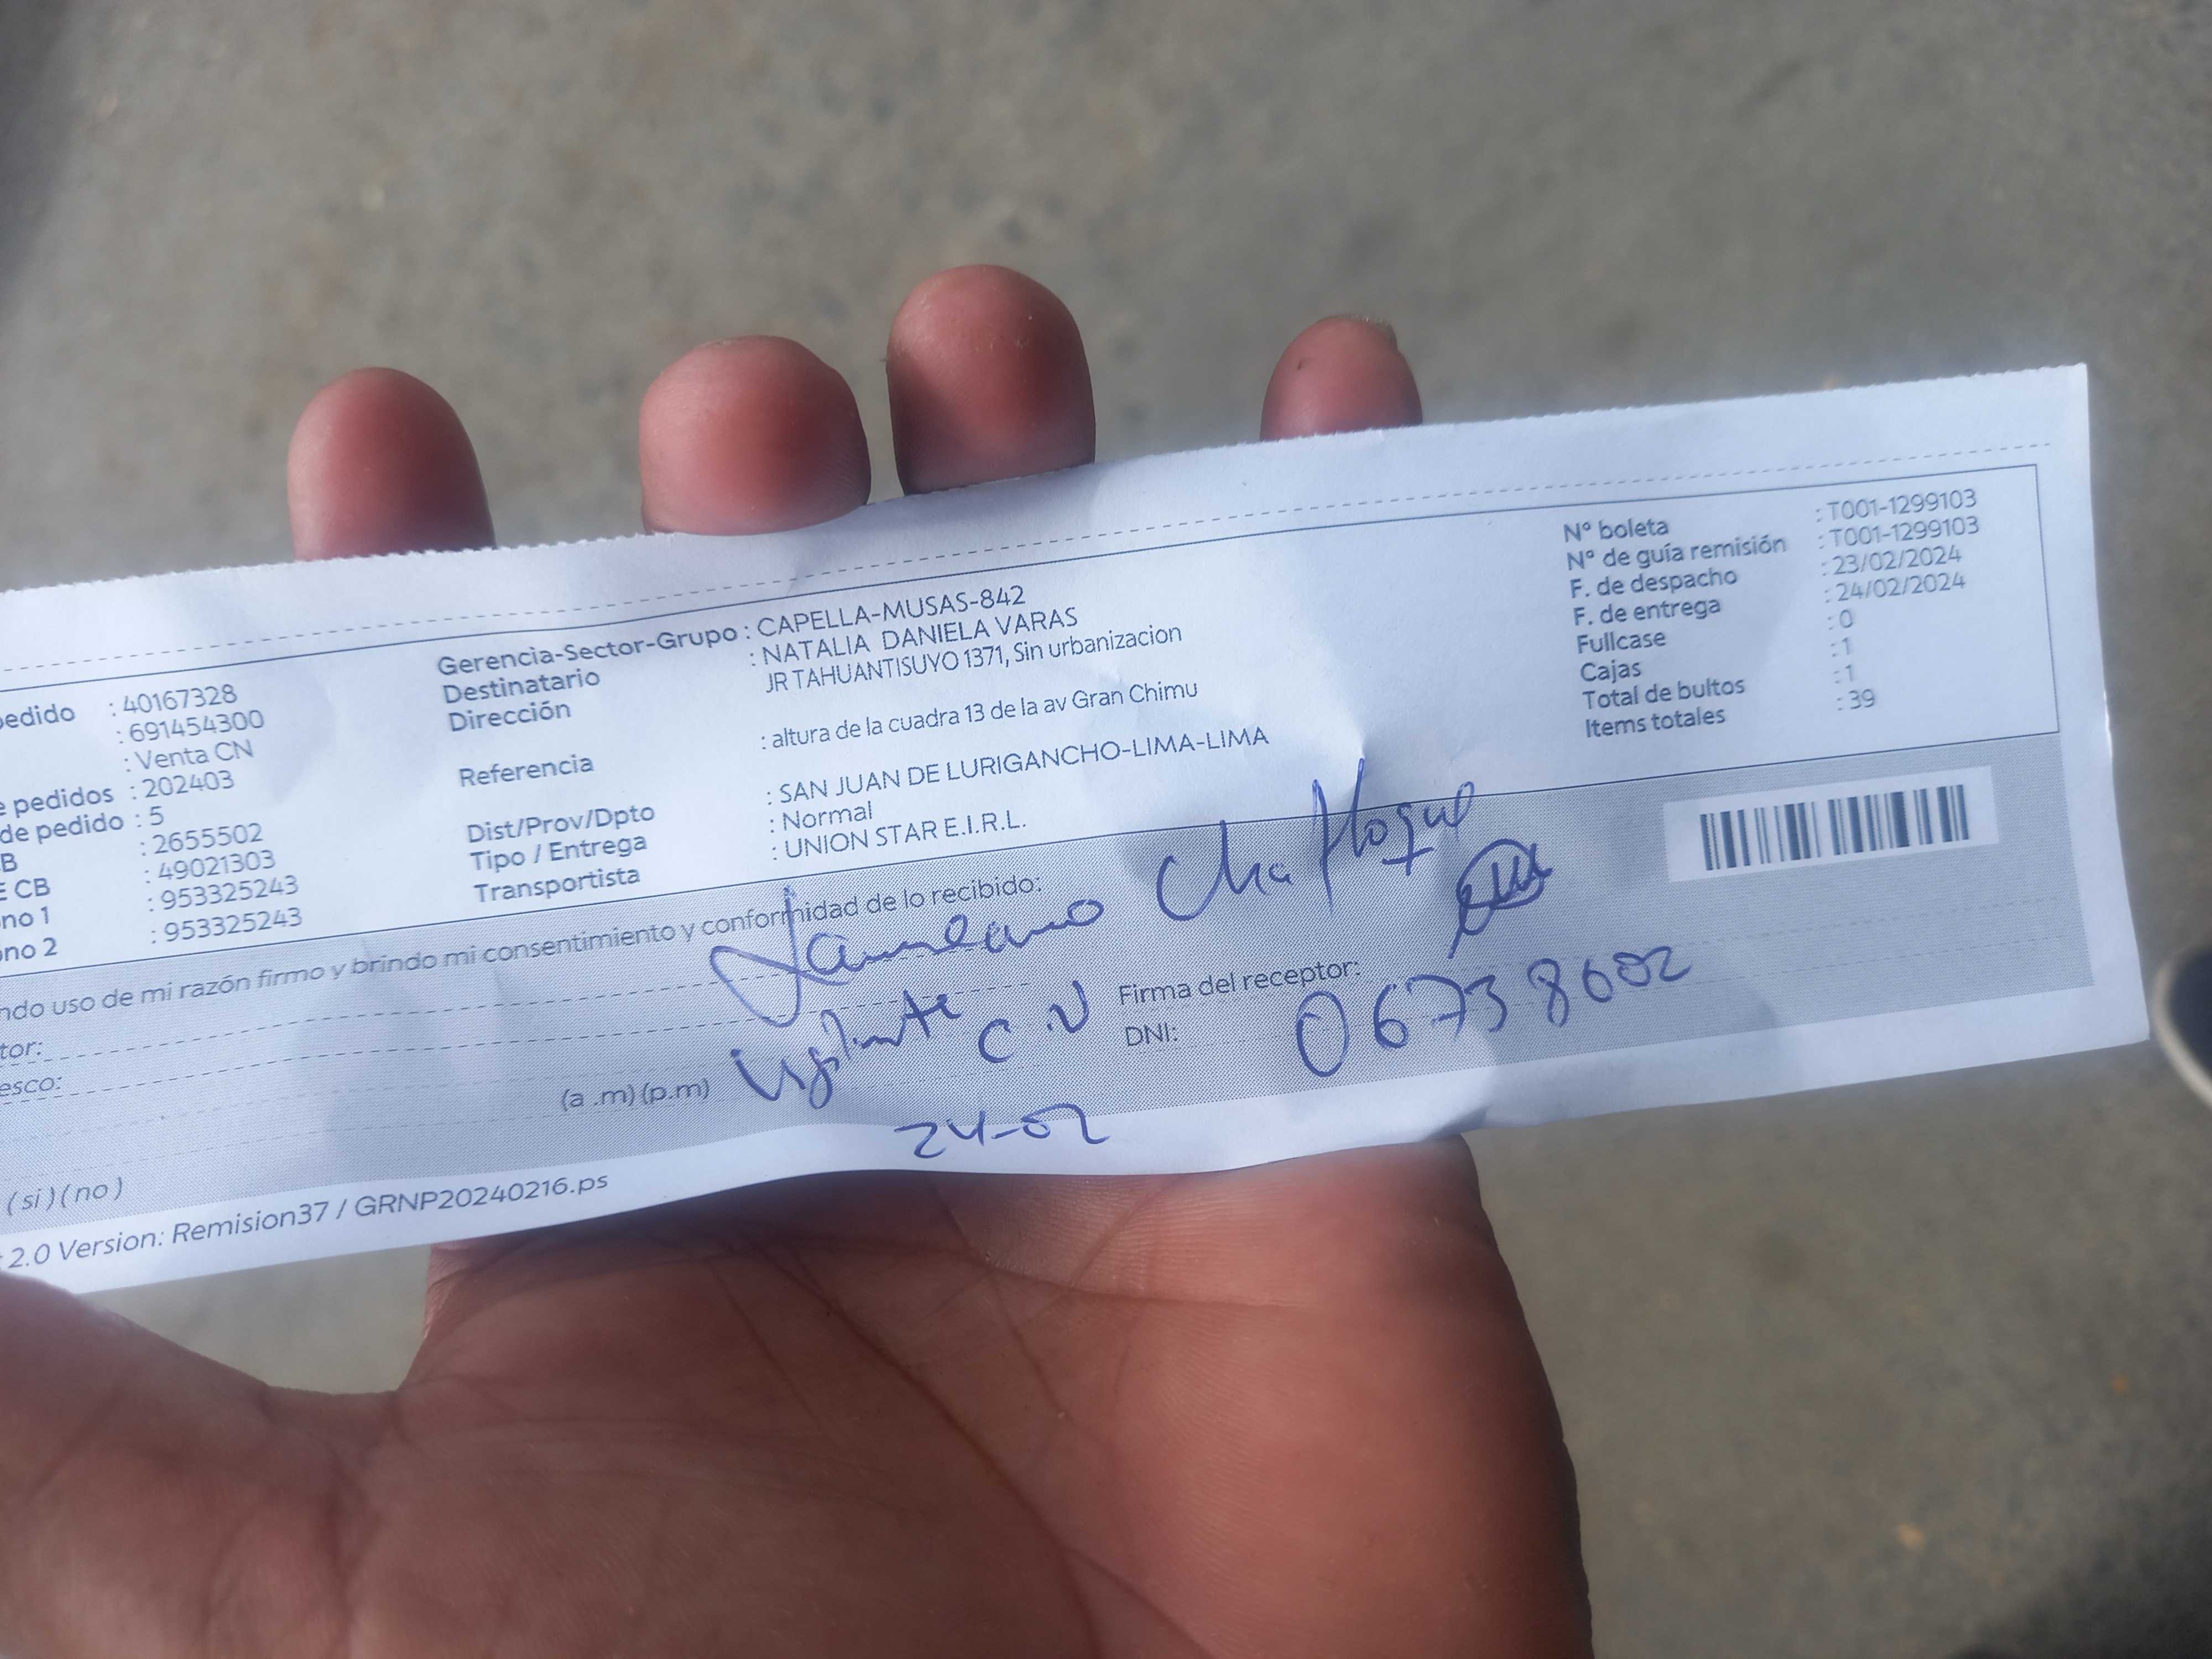 pedido : 40167328
: 691454300
: Venta CN
e pedidos : 202403
de pedido : 5
B : 2655502
E CB : 49021303
no 1 : 953325243
no 2 : 953325243
Gerencia-Sector-Grupo : CAPELLA-MUSAS-842
Destinatario : NATALIA DANIELA VARAS
Dirección JR TAHUANTISUYO 1371, Sin urbanizacion
Referencia : altura de la cuadra 13 de la av Gran Chimu
Dist/Prov/Dpto : SAN JUAN DE LURIGANCHO-LIMA-LIMA
Tipo / Entrega : Normal
Transportista : UNION STAR E.I.R.L.
N° boleta : T001-1299103
N° de guía remisión : T001-1299103
F. de despacho : 23/02/2024
F. de entrega : 24/02/2024
Fullcase : 0
Cajas : 1
Total de bultos : 1
Items totales : 39
ndo uso de mi razón firmo y brindo mi consentimiento y conformidad de lo recibido:
tor:
esco:
Vigilante C.N
Firma del receptor:
DNI: 06738602
(a .m) (p.m)
24-02
(si) (no)
2.0 Version: Remision37 / GRNP20240216.ps